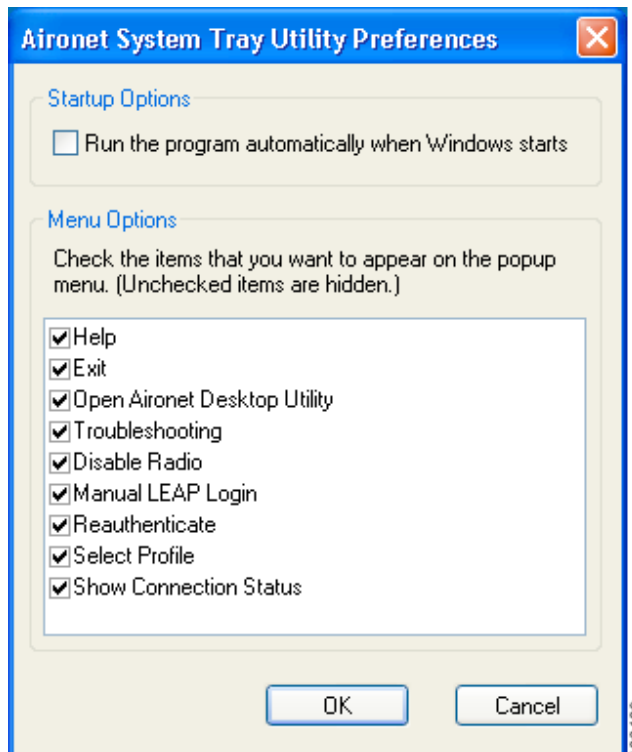 Aironet System Tray Utility Preferences
Startup Options
Run the program automatically when Windows starts
Menu Options
Check the items that you want to appear on the popup
menu. (Unchecked items are hidden.)
Help
Exit
Open Aironet Desktop Utility
Troubleshooting
Disable Radio
Manual LEAP Login
Reauthenticate
Select Profile
Show Connection Status
OK
Cancel